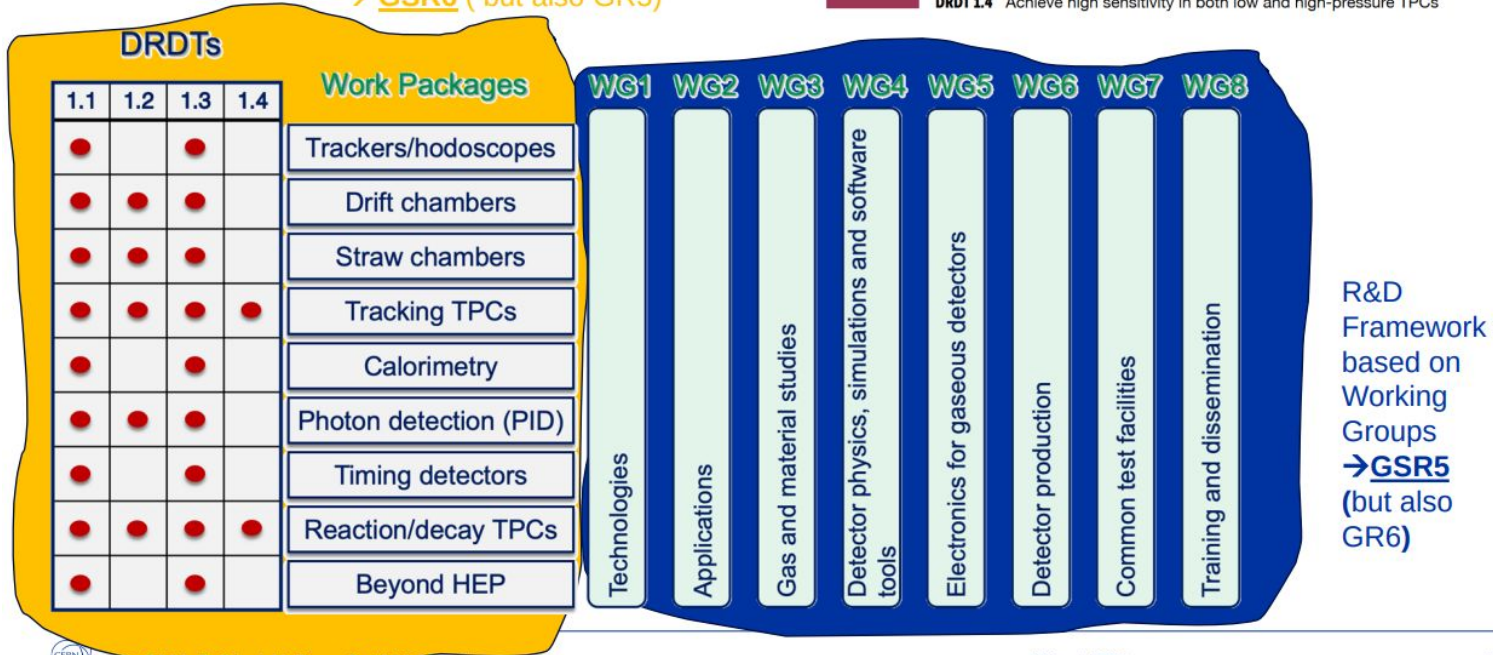 → GSR6 ( but also GR5)
DRDT 1.4 Achieve high sensitivity in both low and high-pressure TPCs
DRDTs
1.1 1.2 1.3 1.4
Work Packages
Trackers/hodoscopes
Drift chambers
Straw chambers
Tracking TPCs
Calorimetry
Photon detection (PID)
Timing detectors
Reaction/decay TPCs
Beyond HEP
WG1 WG2 WG3 WG4 WG5 WG6 WG7 WG8
Technologies
Applications
Gas and material studies
Detector physics, simulations and software
tools
Electronics for gaseous detectors
Detector production
Common test facilities
Training and dissemination
R&D
Framework
based on
Working
Groups
→GSR5
(but also
GR6)
CERN